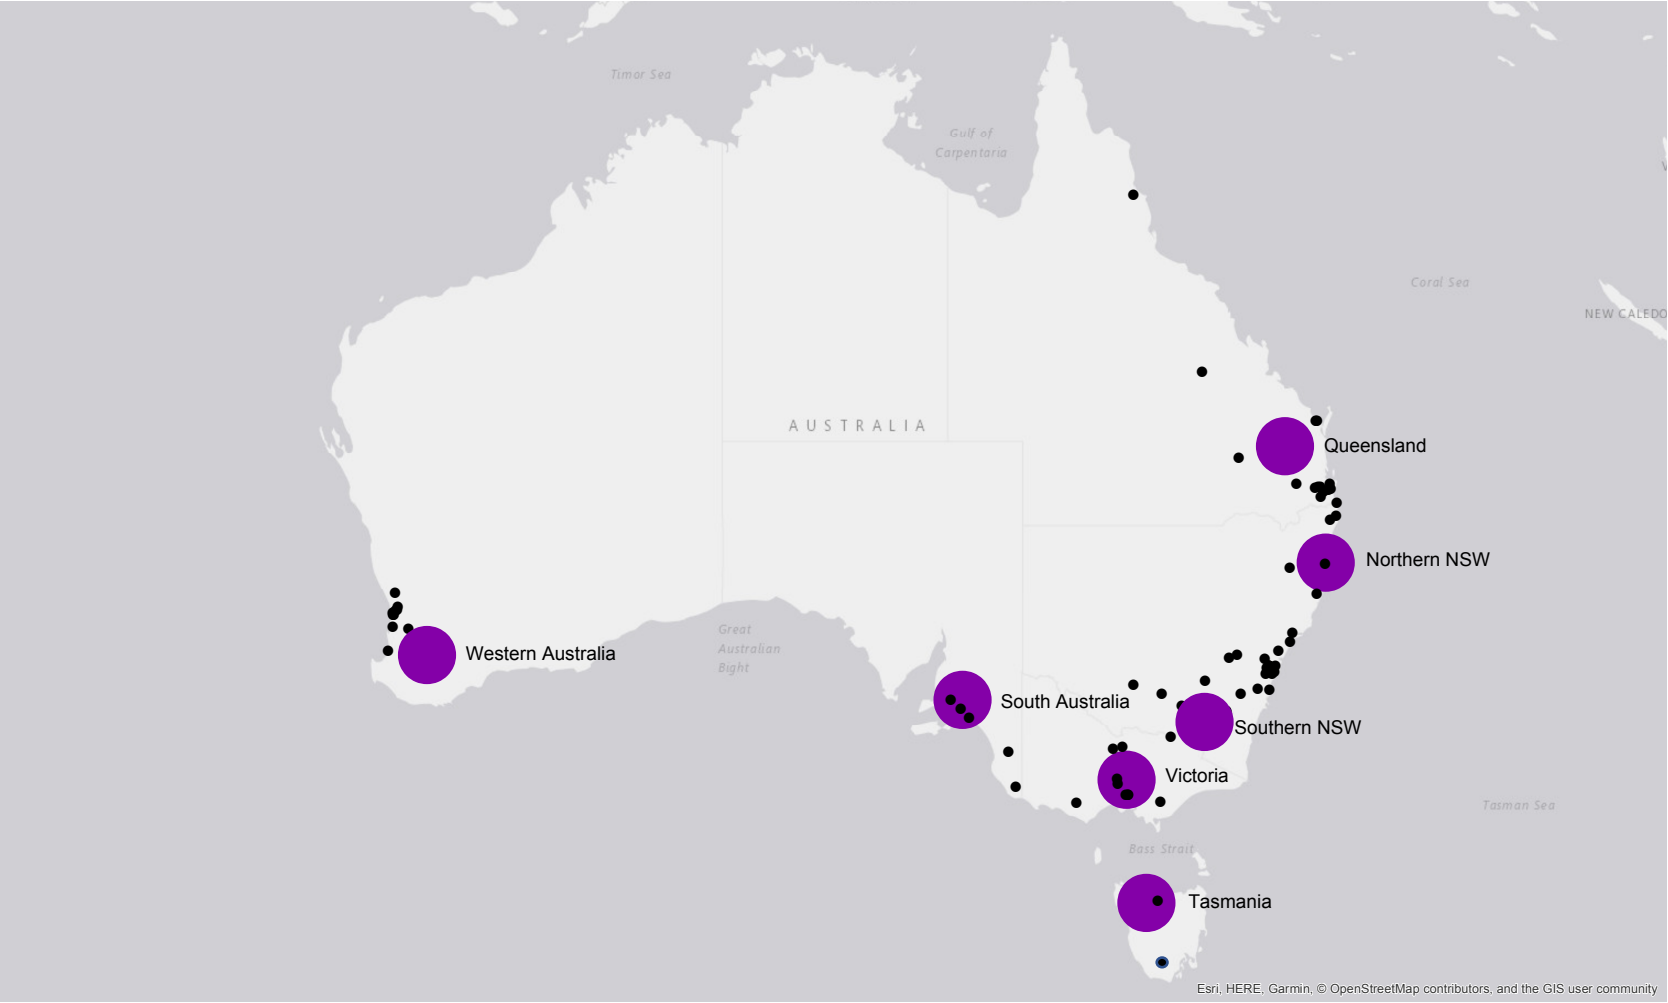 Timor Sea
Gulf of
Carpentaria
Coral Sea
NEW CALEDO
AUSTRALIA
Queensland
Northern NSW
Great
Australian
Bight
Western Australia
South Australia
Southern NSW
Victoria
Tasman Sea
Bass Strait
Tasmania
Esri, HERE, Garmin, © OpenStreetMap contributors, and the GIS user community